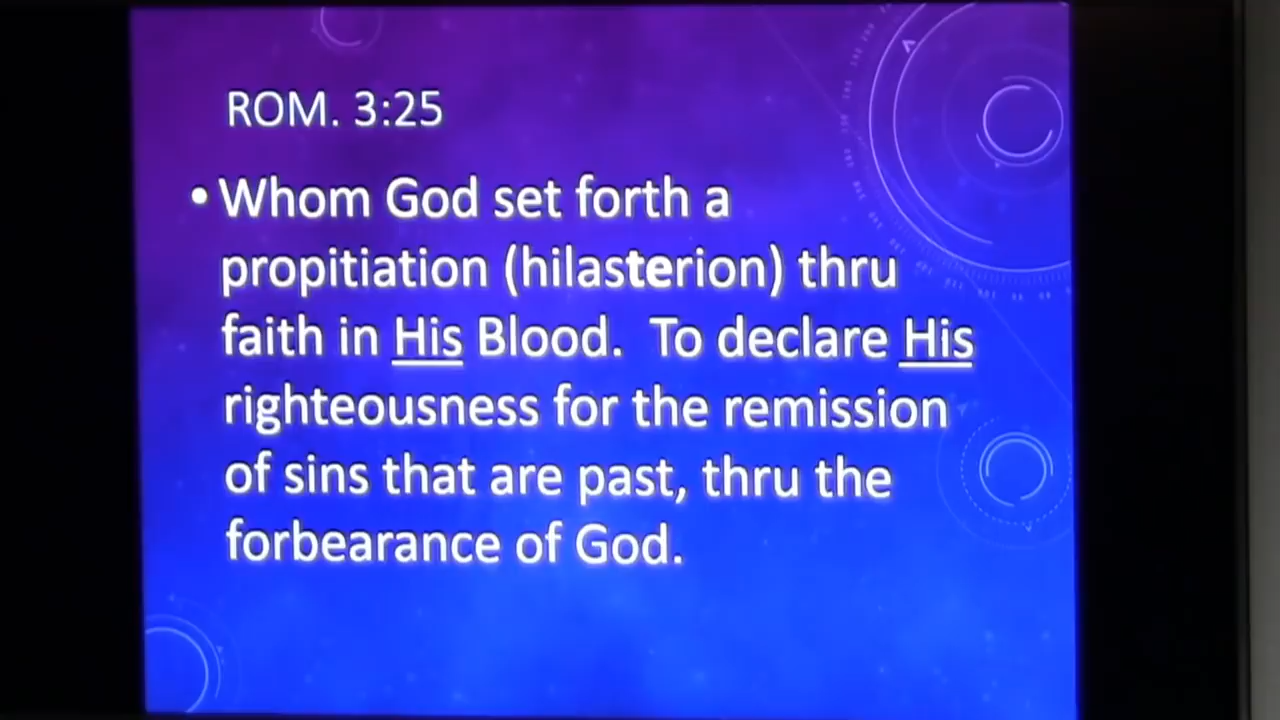 ROM. 3:25
• Whom God set forth a
propitiation (hilasterion) thru
faith in His Blood.  To declare His
righteousness for the remission
of sins that are past, thru the
forbearance of God.